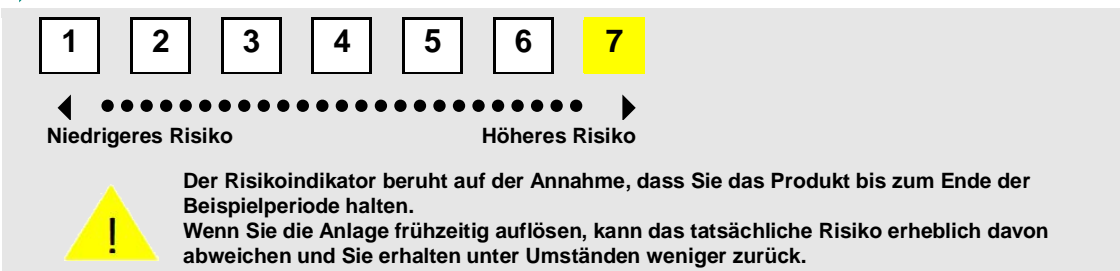 1 2 3 4 5 6 7
Niedrigeres Risiko Höheres Risiko
Der Risikoindikator beruht auf der Annahme, dass Sie das Produkt bis zum Ende der
Beispielperiode halten.
! Wenn Sie die Anlage frühzeitig auflösen, kann das tatsächliche Risiko erheblich davon
abweichen und Sie erhalten unter Umständen weniger zurück.